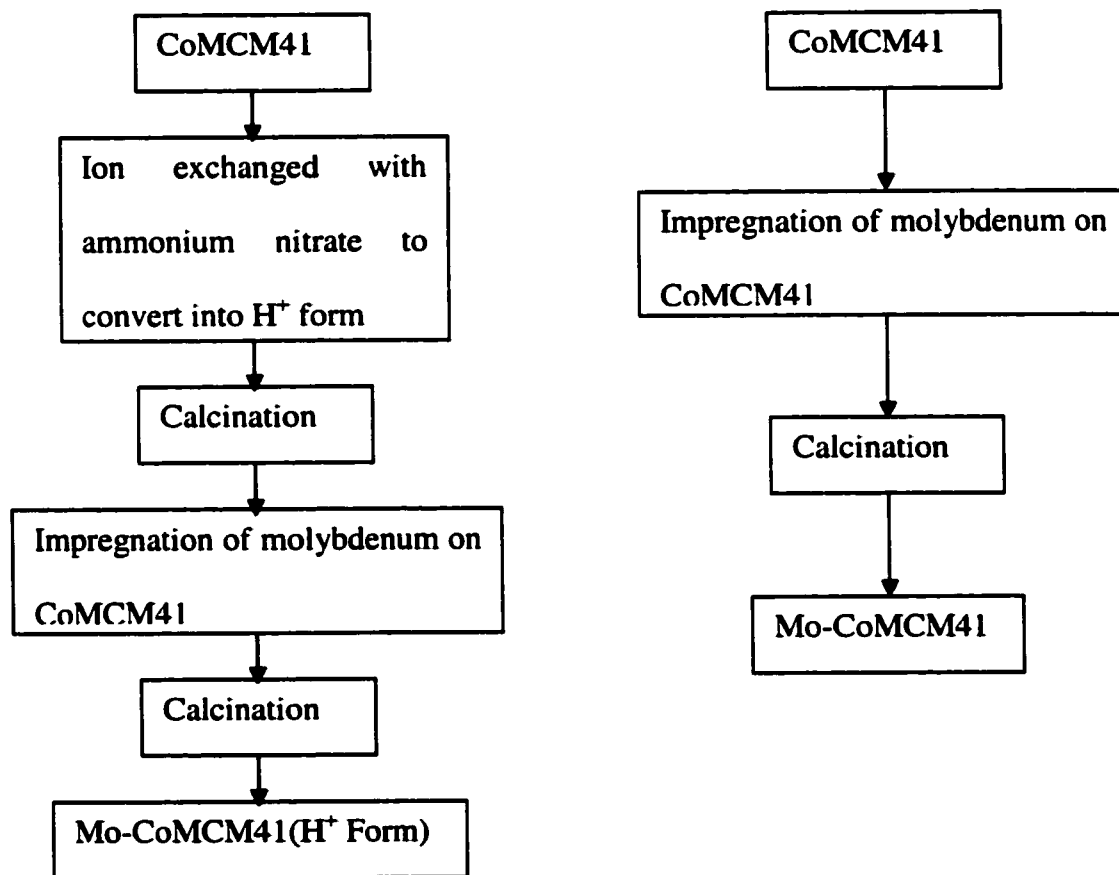 CoMCM41
Ion exchanged with
ammonium nitrate to
convert into H⁺ form
Calcination
Impregnation of molybdenum on
CoMCM41
Calcination
Mo-CoMCM41(H⁺ Form)
CoMCM41
Impregnation of molybdenum on
CoMCM41
Calcination
Mo-CoMCM41